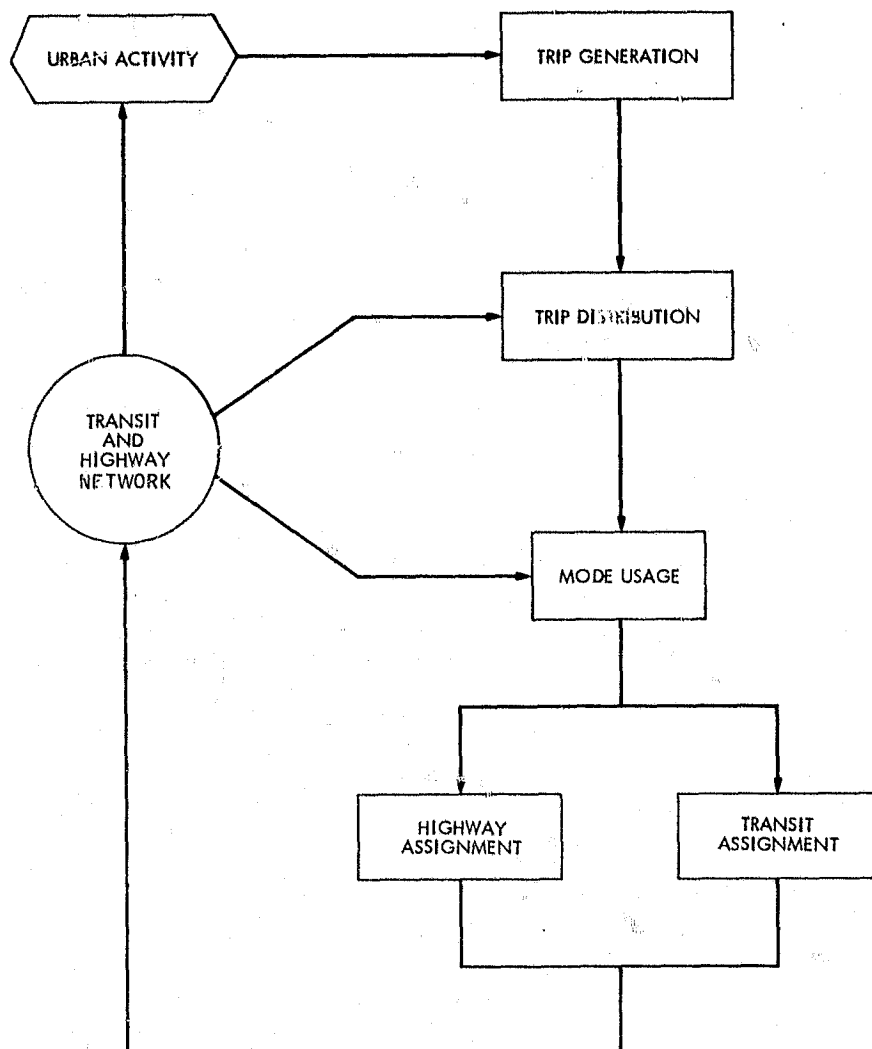 URBAN ACTIVITY
TRIP GENERATION
TRIP DISTRIBUTION
TRANSIT
AND
HIGHWAY
NETWORK
MODE USAGE
HIGHWAY
ASSIGNMENT
TRANSIT
ASSIGNMENT